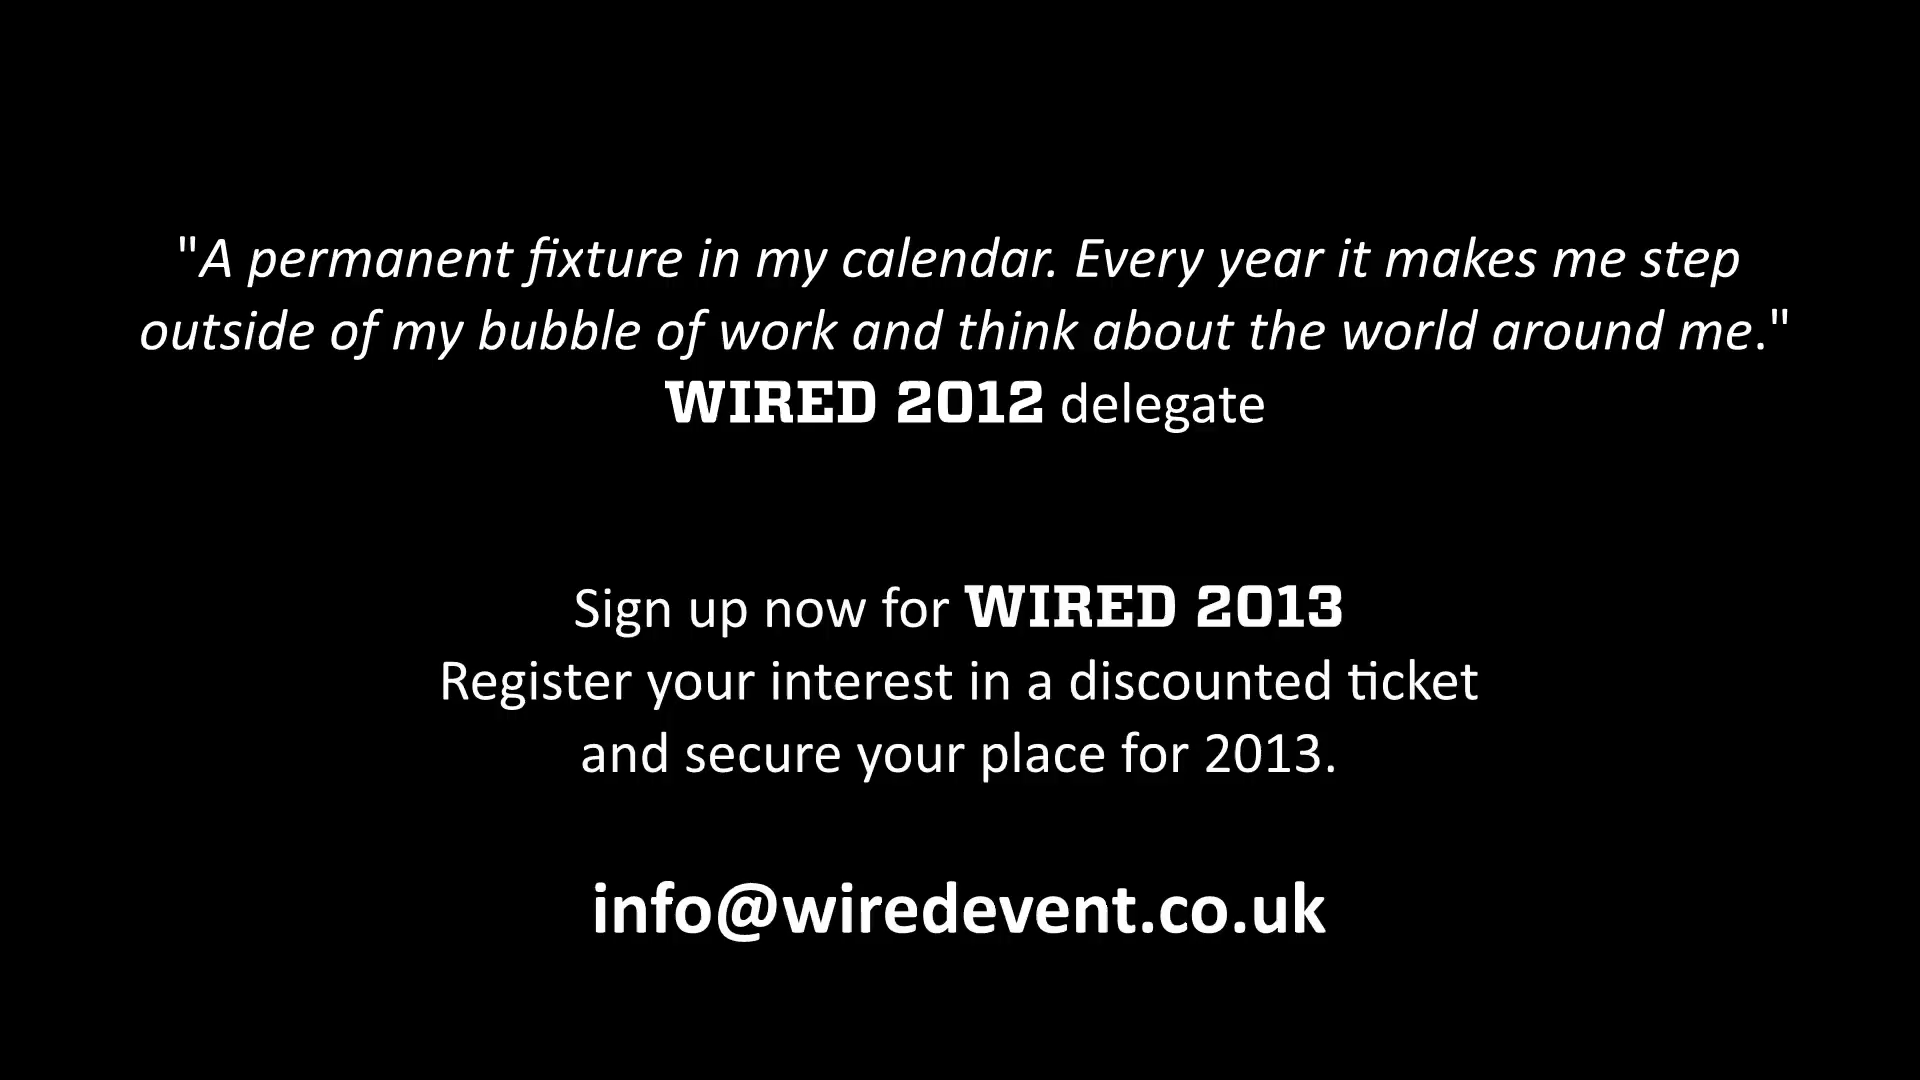 "A permanent fixture in my calendar. Every year it makes me step
outside of my bubble of work and think about the world around me."
WIRED 2012 delegate
Sign up now for WIRED 2013
Register your interest in a discounted ticket
and secure your place for 2013.
info@wiredevent.co.uk